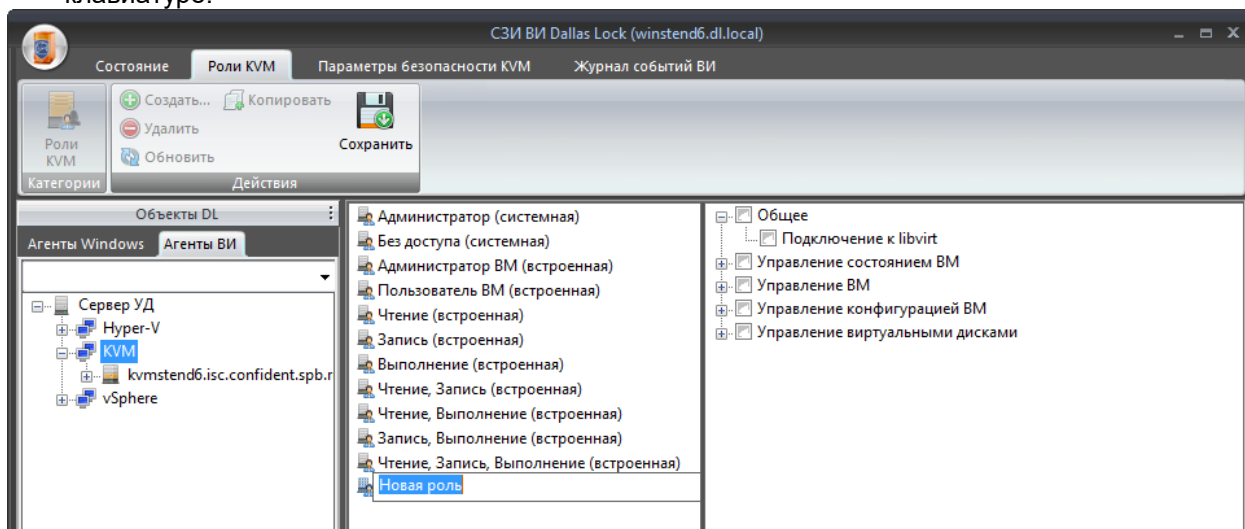 клавиатуре.
СЗИ ВИ Dallas Lock (winstend6.dl.local)
Состояние Роли KVM Параметры безопасности KVM Журнал событий ВИ
Создать... Копировать
Удалить
Обновить
Роли KVM
Сохранить
Категории Действия
Объекты DL
Агенты Windows Агенты ВИ
Сервер УД
Hyper-V
KVM
kvmstend6.isc.confident.spb.r
vSphere
Администратор (системная)
Без доступа (системная)
Администратор ВМ (встроенная)
Пользователь ВМ (встроенная)
Чтение (встроенная)
Запись (встроенная)
Выполнение (встроенная)
Чтение, Запись (встроенная)
Чтение, Выполнение (встроенная)
Запись, Выполнение (встроенная)
Чтение, Запись, Выполнение (встроенная)
Новая роль
Общее
Подключение к libvirt
Управление состоянием ВМ
Управление ВМ
Управление конфигурацией ВМ
Управление виртуальными дисками